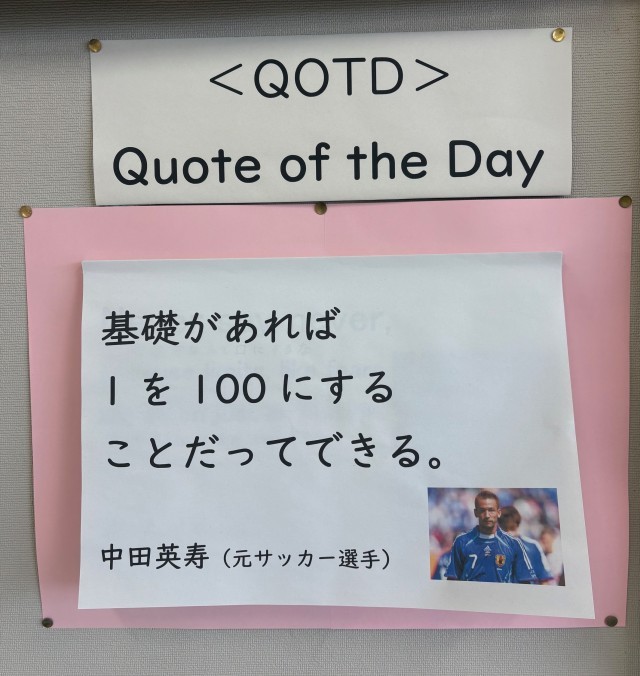 ＜QOTD＞
Quote of the Day
基礎があれば
1を100にする
ことだってできる。
中田英寿（元サッカー選手）
7